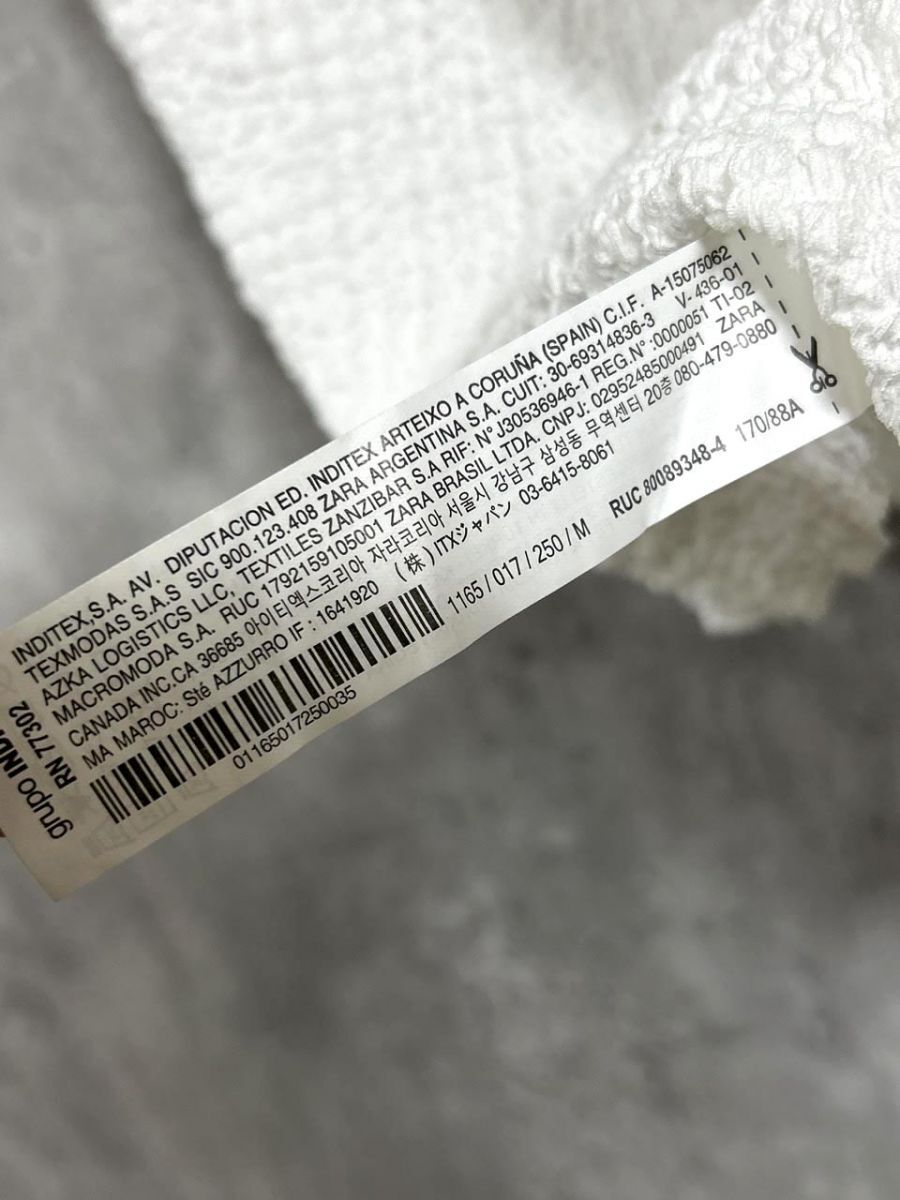 INDITEX,S.A. AV. DIPUTACION ED. INDITEX ARTEIXO A CORUÑA (SPAIN) C.I.F. A-15075062
TEXMODAS S.A.S SIC 900.123.408 ZARA ARGENTINA S.A. CUIT: 30-69314836-3 V-436-01
AZKA LOGISTICS LLC, TEXTILES ZANZIBAR S.A RIF: N° J30536946-1 REG.N° :0000051 TI-02
MACROMODA S.A. RUC 1792159105001 ZARA BRASIL LTDA. CNPJ: 02952485000491 ZARA
CANADA INC.CA 36685 아이티엑스코리아 자라코리아 서울시 강남구 삼성동 무역센터 20층 080-479-0880
MA MAROC: Sté AZZURRO IF : 1641920 (株) ITXジャパン 03-6415-8061
1165 / 017 / 250 / M RUC 80089348-4 170/88A
01165017250035
grupo
RN 77302